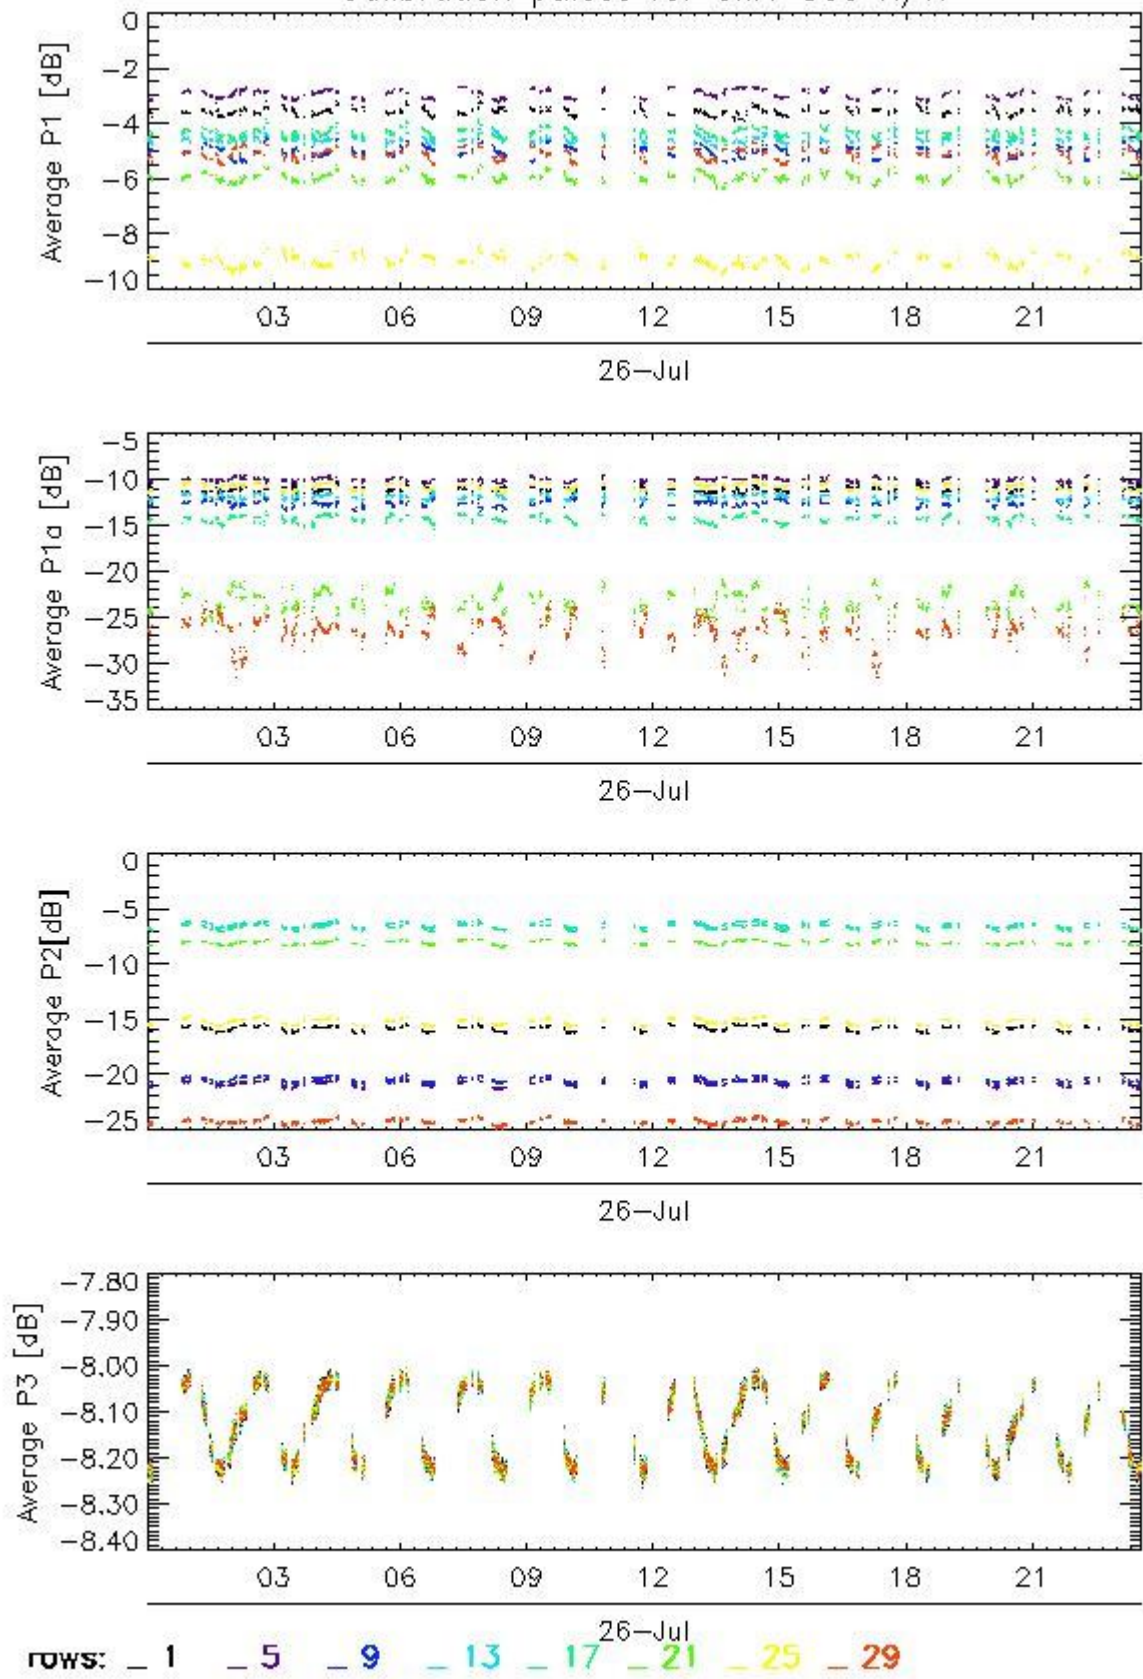 0
−2
−4
−6
−8
−10
Average P1 [dB]
03 06 09 12 15 18 21
26−Jul
−5
−10
−15
−20
−25
−30
−35
Average P1a [dB]
03 06 09 12 15 18 21
26−Jul
0
−5
−10
−15
−20
−25
Average P2[dB]
03 06 09 12 15 18 21
26−Jul
−7.80
−7.90
−8.00
−8.10
−8.20
−8.30
−8.40
Average P3 [dB]
03 06 09 12 15 18 21
26−Jul
rows: _ 1 _ 5 _ 9 _ 13 _ 17 _ 21 _ 25 _ 29